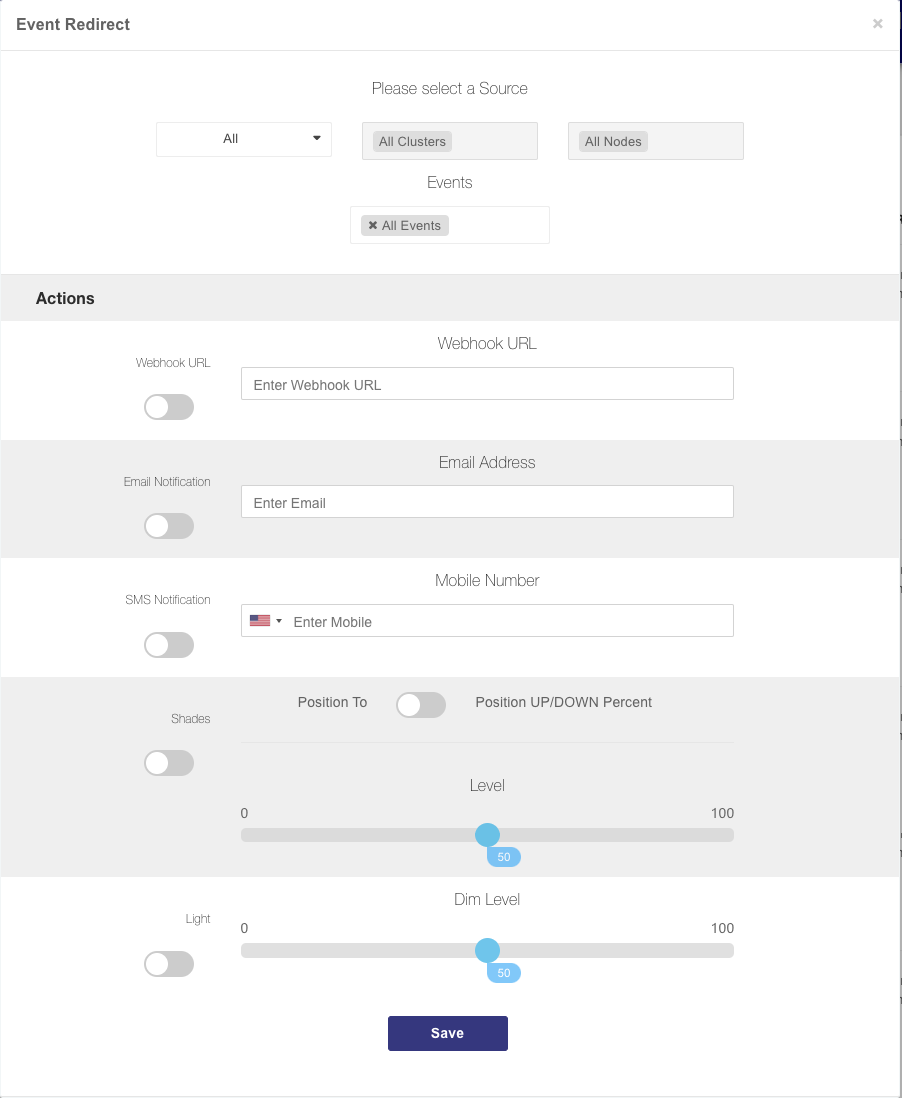 Event Redirect ×
Please select a Source
All All Clusters All Nodes
Events
✖ All Events
Actions
Webhook URL
Webhook URL
Enter Webhook URL
Email Address
Email Notification
Enter Email
Mobile Number
SMS Notification
Enter Mobile
Position To Position UP/DOWN Percent
Shades
Level
0 100
50
Dim Level
Light
0 100
50
Save